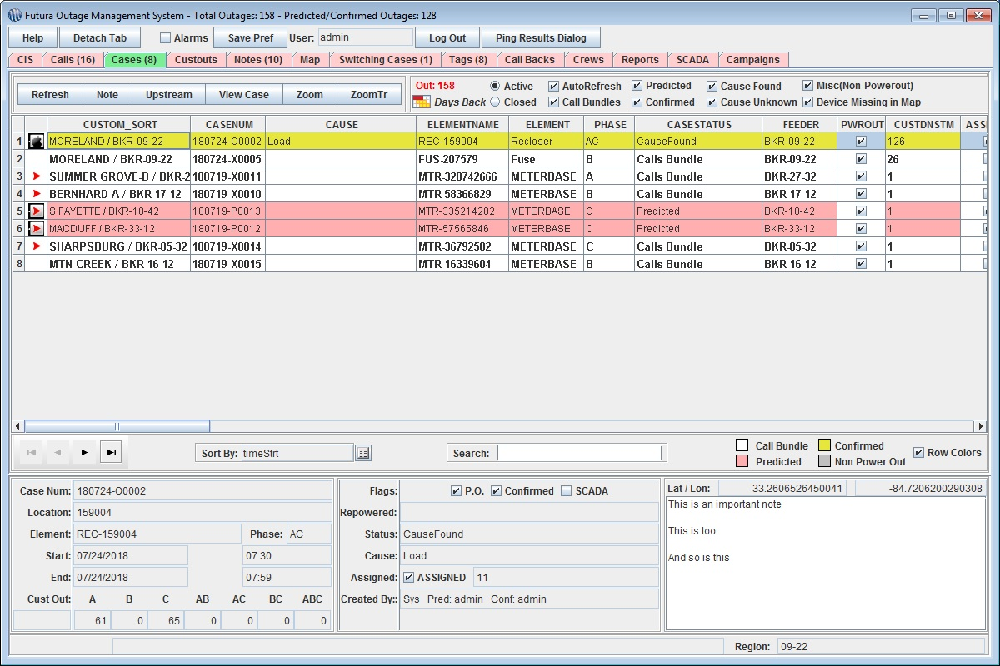 Futura Outage Management System - Total Outages: 158 - Predicted/Confirmed Outages: 128
Help Detach Tab Alarms Save Pref User: admin Log Out Ping Results Dialog
CIS Calls (16) Cases (8) Custouts Notes (10) Map Switching Cases (1) Tags (8) Call Backs Crews Reports SCADA Campaigns
Refresh Note Upstream View Case Zoom ZoomTr
Out: 158 Active AutoRefresh Predicted Cause Found Misc(Non-Powerout)
Days Back Closed Call Bundles Confirmed Cause Unknown Device Missing in Map
CUSTOM_SORT CASENUM CAUSE ELEMENTNAME ELEMENT PHASE CASESTATUS FEEDER PWROUT CUSTDNSTM ASSI
1 MORELAND / BKR-09-22 180724-O0002 Load REC-159004 Recloser AC CauseFound BKR-09-22 126
2 MORELAND / BKR-09-22 180724-X0005 FUS-207579 Fuse B Calls Bundle BKR-09-22 26
3 SUMMER GROVE-B / BKR-2 180719-X0011 MTR-328742666 METERBASE A Calls Bundle BKR-27-32 1
4 BERNHARD A / BKR-17-12 180719-X0010 MTR-58366829 METERBASE B Calls Bundle BKR-17-12 1
5 S FAYETTE / BKR-18-42 180719-P0013 MTR-335214202 METERBASE C Predicted BKR-18-42 1
6 MACDUFF / BKR-33-12 180719-P0012 MTR-57565846 METERBASE C Predicted BKR-33-12 1
7 SHARPSBURG / BKR-05-32 180719-X0014 MTR-36792582 METERBASE C Calls Bundle BKR-05-32 1
8 MTN CREEK / BKR-16-12 180719-X0015 MTR-16339604 METERBASE B Calls Bundle BKR-16-12 1
Sort By: timeStrt Search:
Call Bundle Confirmed
Predicted Non Power Out
Row Colors
Case Num: 180724-O0002
Location: 159004
Element: REC-159004 Phase: AC
Start: 07/24/2018 07:30
End: 07/24/2018 07:59
Cust Out: A B C AB AC BC ABC
61 0 65 0 0 0 0
Flags: P.O. Confirmed SCADA
Repowered:
Status: CauseFound
Cause: Load
Assigned: ASSIGNED 11
Created By:: Sys Pred: admin Conf: admin
Lat / Lon: 33.2606526450041 -84.7206200290308
This is an important note
This is too
And so is this
Region: 09-22